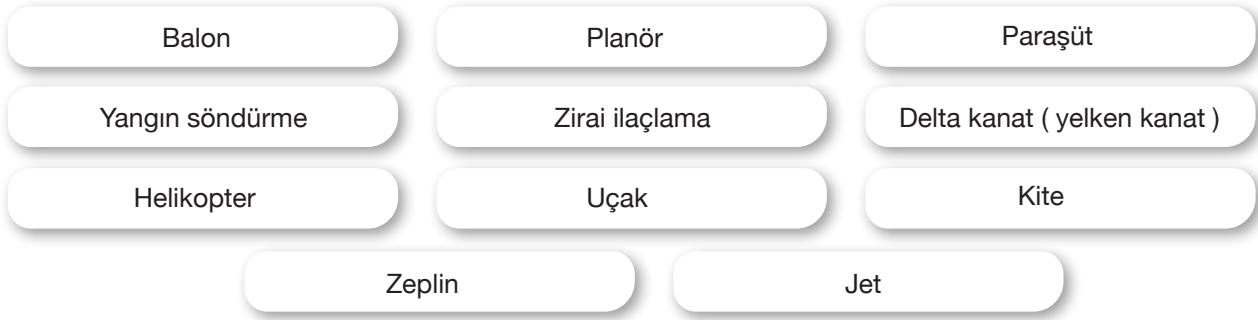 Balon
Planör
Paraşüt
Yangın söndürme
Zirai ilaçlama
Delta kanat ( yelken kanat )
Helikopter
Uçak
Kite
Zeplin
Jet